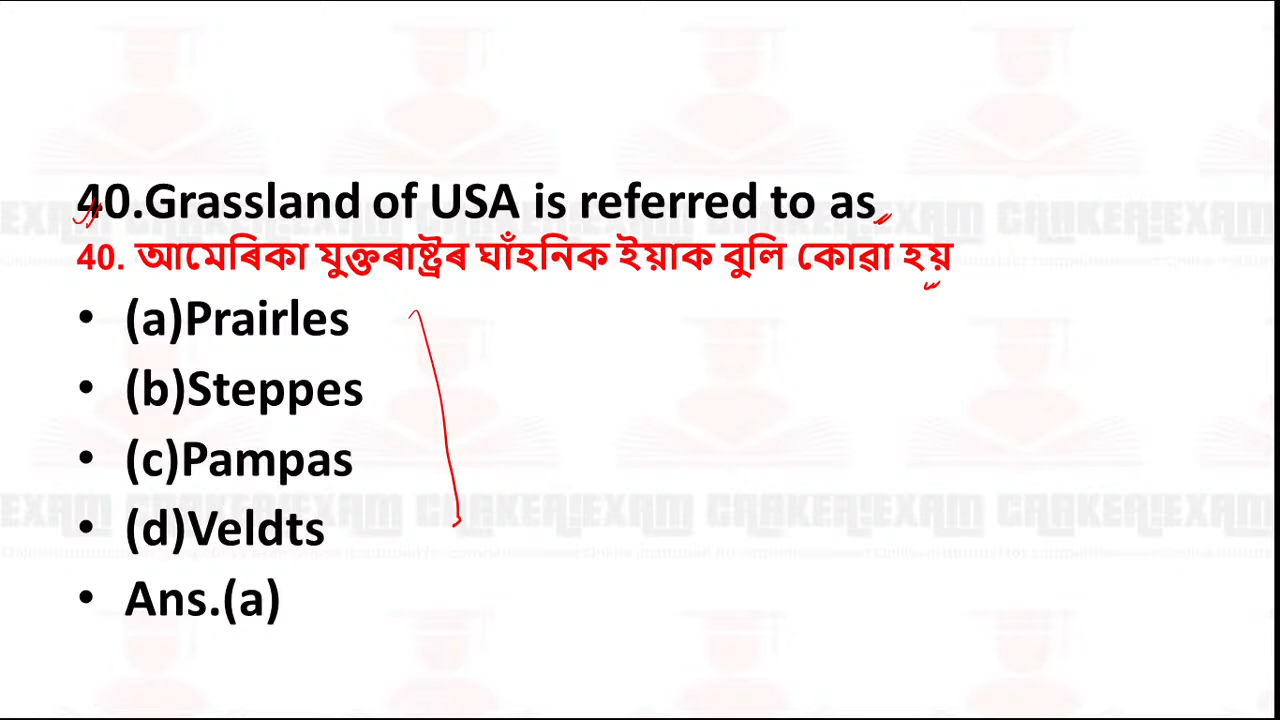 40.Grassland of USA is referred to as
40. আমেৰিকা যুক্তৰাষ্ট্ৰৰ ঘাঁহনিক ইয়াক বুলি কোৱা হয়
• (a)Prairles
• (b)Steppes
• (c)Pampas
• (d)Veldts
• Ans.(a)